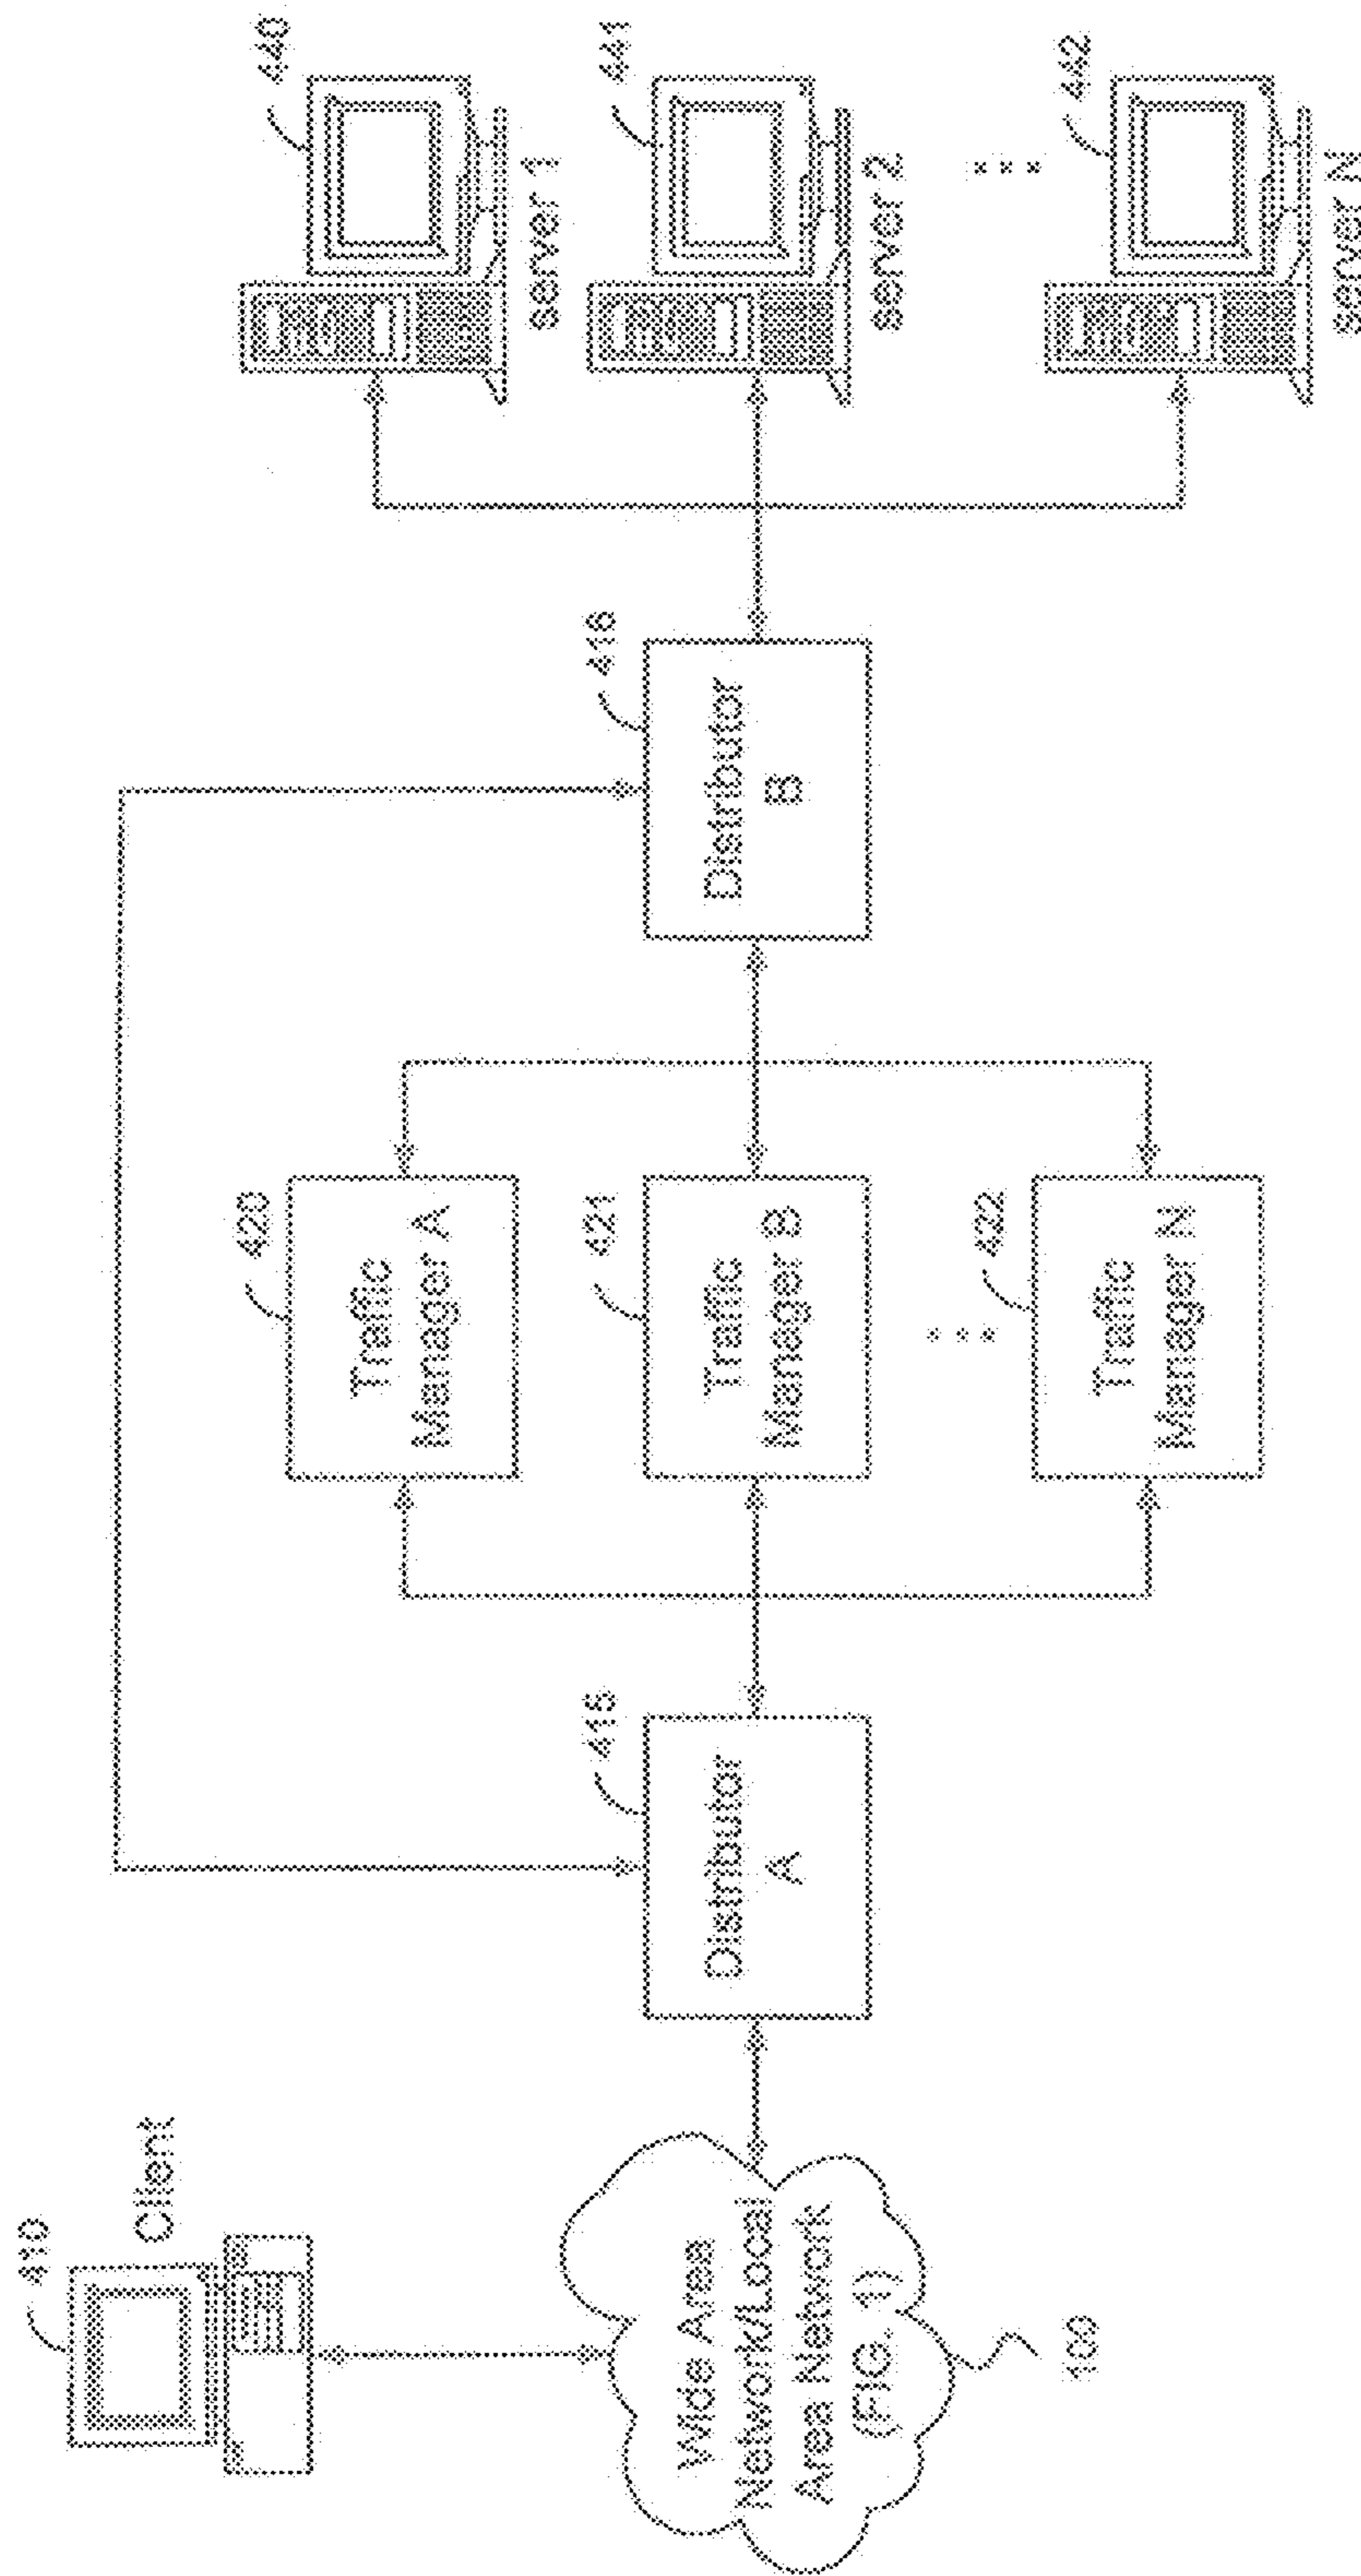 410
Client
Wide Area
Network/Local
Area Network
(FIG. 1)
100
415
Distributor
A
420
Traffic
Manager A
421
Traffic
Manager B
...
422
Traffic
Manager N
416
Distributor
B
440
server 1
441
server 2
...
442
server N